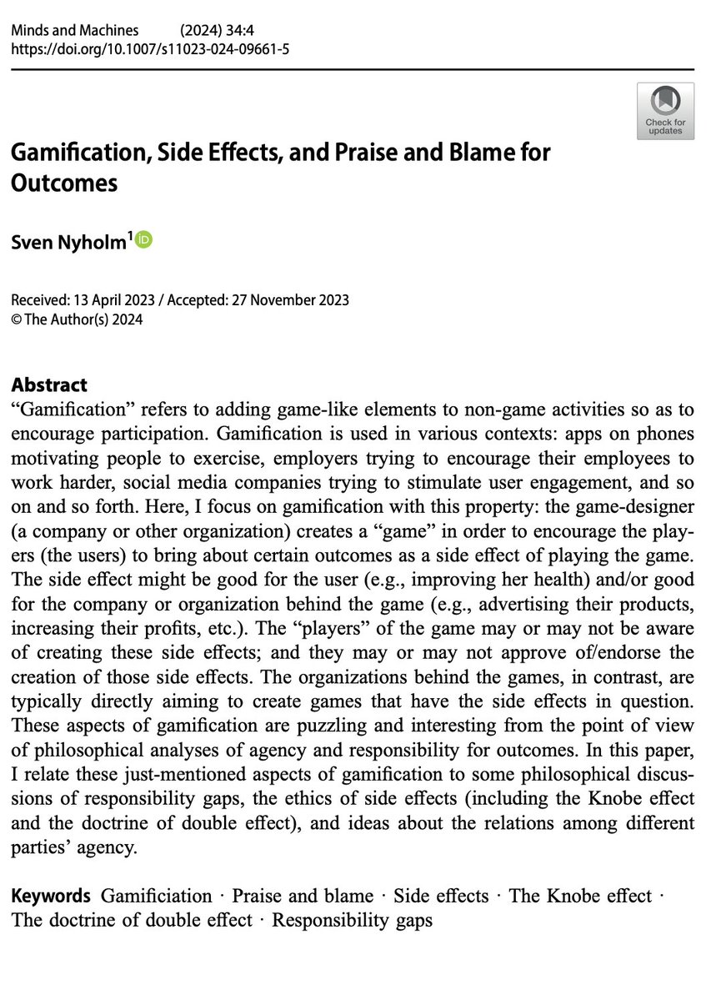 Minds and Machines (2024) 34:4
https://doi.org/10.1007/s11023-024-09661-5
Check for
updates
Gamification, Side Effects, and Praise and Blame for
Outcomes
Sven Nyholm¹ iD
Received: 13 April 2023 / Accepted: 27 November 2023
© The Author(s) 2024
Abstract
“Gamification” refers to adding game-like elements to non-game activities so as to
encourage participation. Gamification is used in various contexts: apps on phones
motivating people to exercise, employers trying to encourage their employees to
work harder, social media companies trying to stimulate user engagement, and so
on and so forth. Here, I focus on gamification with this property: the game-designer
(a company or other organization) creates a “game” in order to encourage the play-
ers (the users) to bring about certain outcomes as a side effect of playing the game.
The side effect might be good for the user (e.g., improving her health) and/or good
for the company or organization behind the game (e.g., advertising their products,
increasing their profits, etc.). The “players” of the game may or may not be aware
of creating these side effects; and they may or may not approve of/endorse the
creation of those side effects. The organizations behind the games, in contrast, are
typically directly aiming to create games that have the side effects in question.
These aspects of gamification are puzzling and interesting from the point of view
of philosophical analyses of agency and responsibility for outcomes. In this paper,
I relate these just-mentioned aspects of gamification to some philosophical discus-
sions of responsibility gaps, the ethics of side effects (including the Knobe effect
and the doctrine of double effect), and ideas about the relations among different
parties’ agency.
Keywords Gamificiation · Praise and blame · Side effects · The Knobe effect ·
The doctrine of double effect · Responsibility gaps